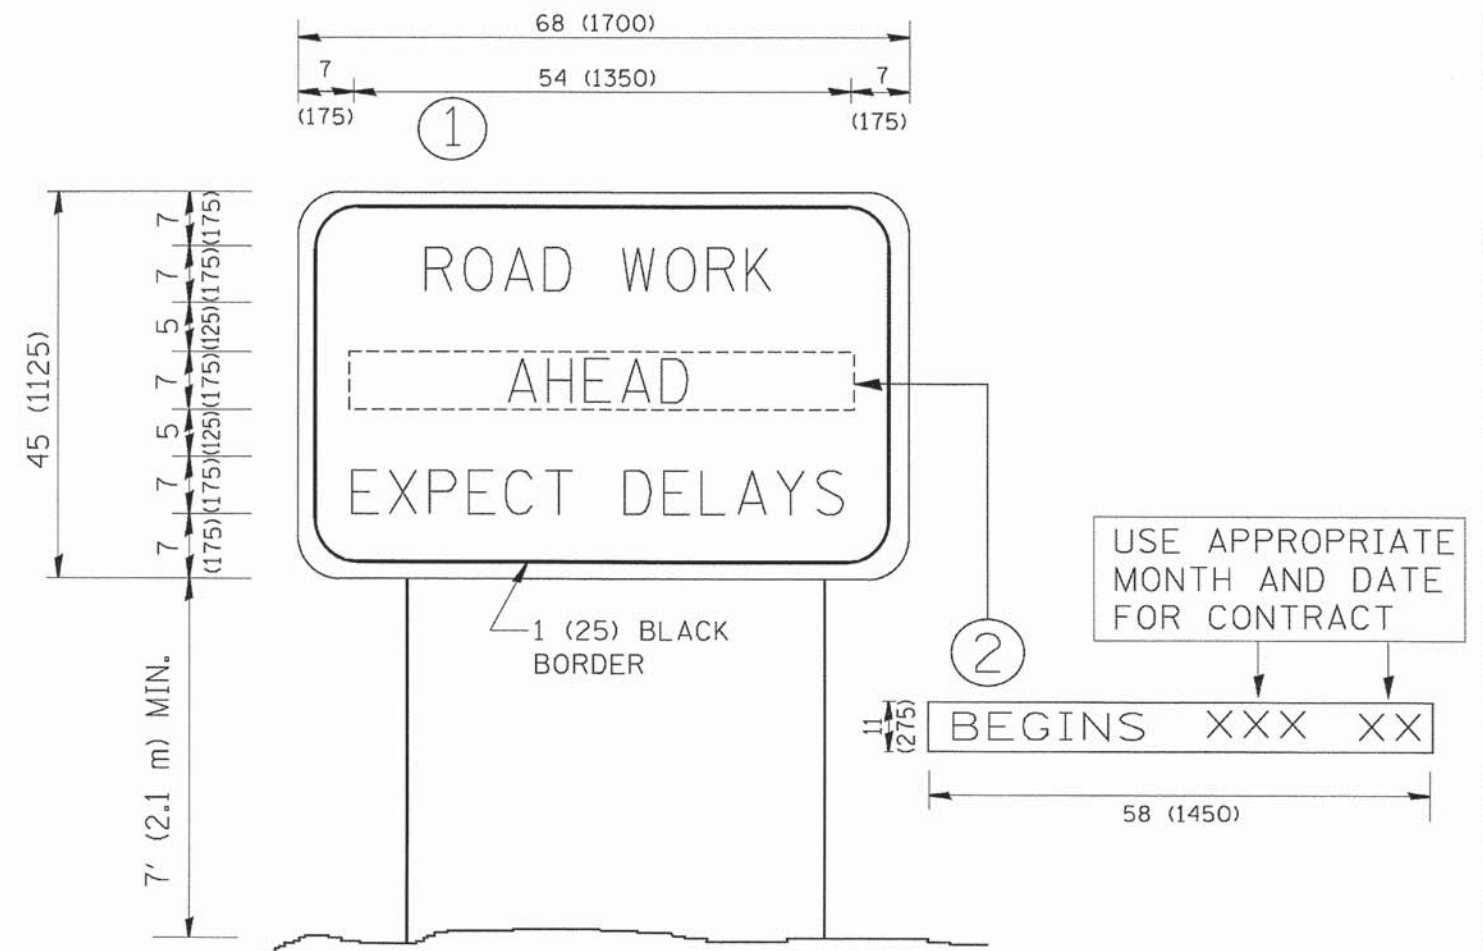 68 (1700)
7
54 (1350)
7
(175)
(175)
1
45 (1125)
7
(175)
7
(175)
5
(125)
7
(175)
5
(125)
7
(175)
7
(175)
ROAD WORK
AHEAD
EXPECT DELAYS
1 (25) BLACK
BORDER
7' (2.1 m) MIN.
2
USE APPROPRIATE
MONTH AND DATE
FOR CONTRACT
11
(275)
BEGINS XXX XX
58 (1450)